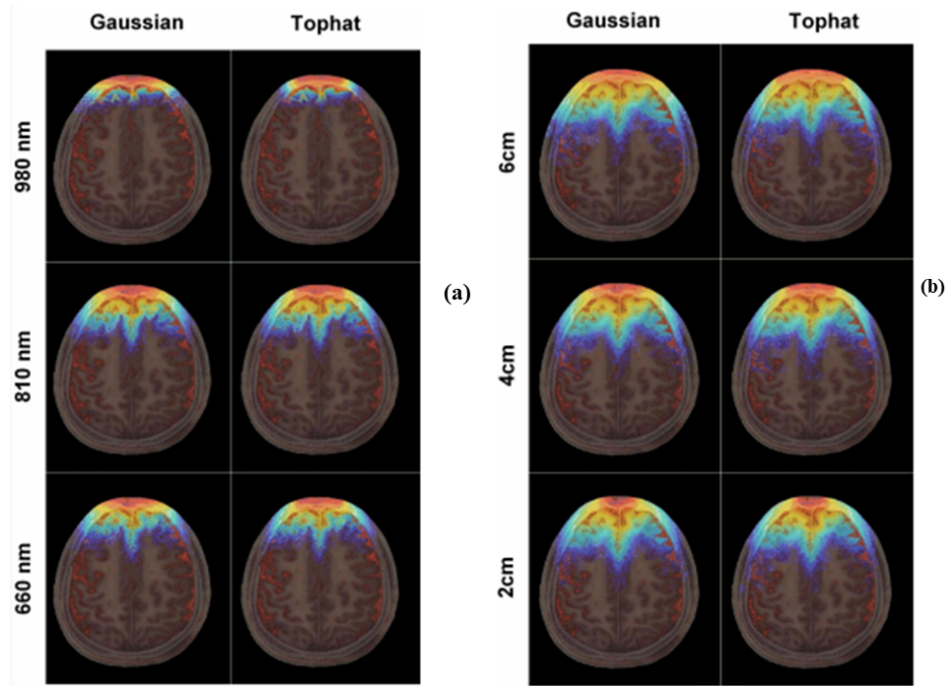 Gaussian Tophat
980 nm
810 nm
660 nm
(a)
Gaussian Tophat
6cm
4cm
2cm
(b)